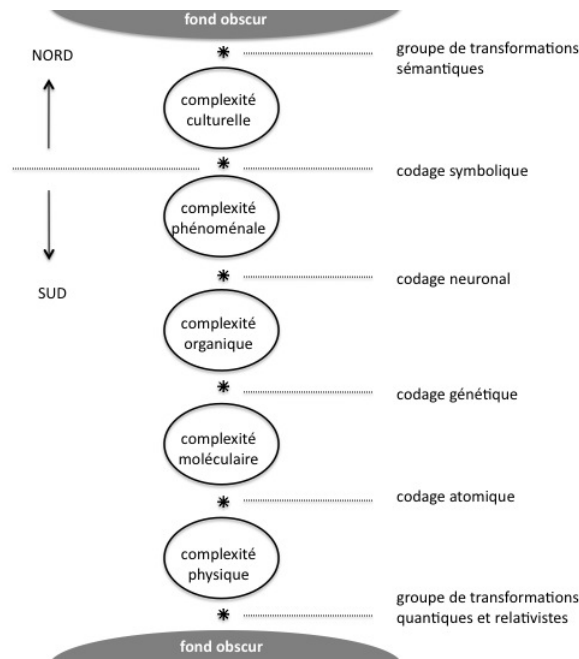 fond obscur
NORD
groupe de transformations
sémantiques
complexité
culturelle
codage symbolique
complexité
phénoménale
codage neuronal
SUD
complexité
organique
codage génétique
complexité
moléculaire
codage atomique
complexité
physique
groupe de transformations
quantiques et relativistes
fond obscur